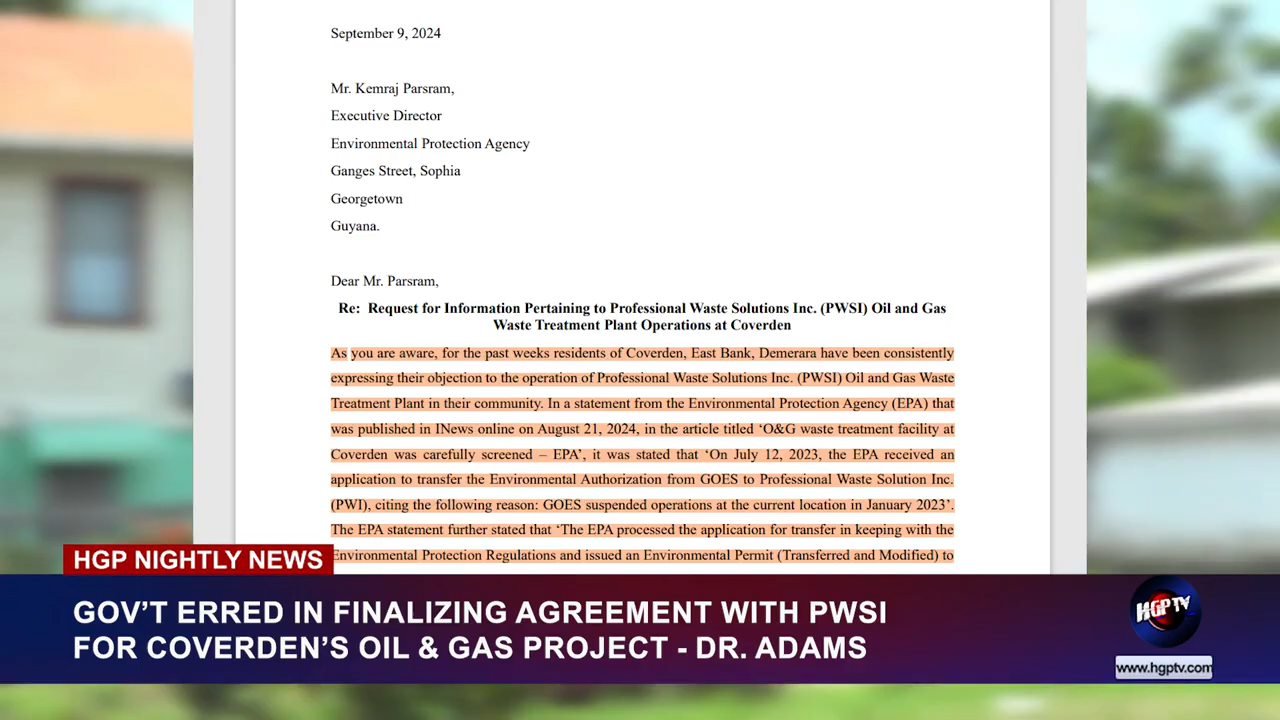 September 9, 2024
Mr. Kemraj Parsram,
Executive Director
Environmental Protection Agency
Ganges Street, Sophia
Georgetown
Guyana.
Dear Mr. Parsram,
Re: Request for Information Pertaining to Professional Waste Solutions Inc. (PWSI) Oil and Gas
Waste Treatment Plant Operations at Coverden
As you are aware, for the past weeks residents of Coverden, East Bank, Demerara have been consistently
expressing their objection to the operation of Professional Waste Solutions Inc. (PWSI) Oil and Gas Waste
Treatment Plant in their community. In a statement from the Environmental Protection Agency (EPA) that
was published in INews online on August 21, 2024, in the article titled ‘O&G waste treatment facility at
Coverden was carefully screened – EPA’, it was stated that ‘On July 12, 2023, the EPA received an
application to transfer the Environmental Authorization from GOES to Professional Waste Solution Inc.
(PWI), citing the following reason: GOES suspended operations at the current location in January 2023’.
The EPA statement further stated that ‘The EPA processed the application for transfer in keeping with the
Environmental Protection Regulations and issued an Environmental Permit (Transferred and Modified) to
HGP NIGHTLY NEWS
GOV’T ERRED IN FINALIZING AGREEMENT WITH PWSI
FOR COVERDEN’S OIL & GAS PROJECT - DR. ADAMS
HGPTV
www.hgptv.com